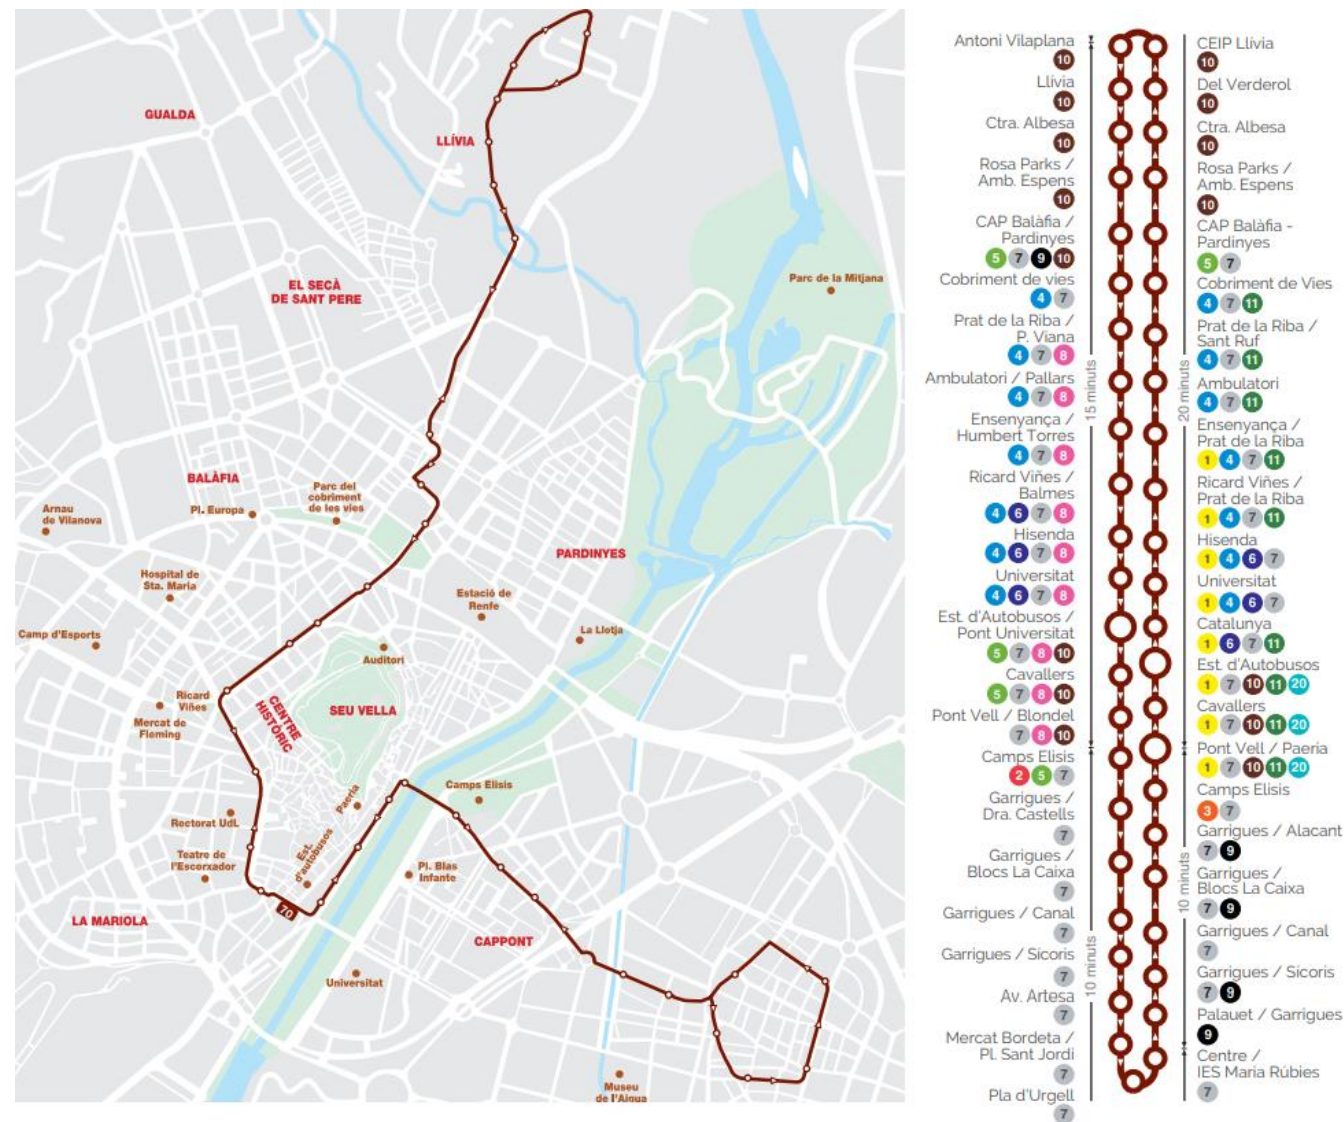 GUALDA
LLÍVIA
EL SECÀ
DE SANT PERE
Parc de la Mitjana
BALÀFIA
Pl. Europa
Parc del
cobriment
de les vies
Arnau
de Vilanova
PARDINYES
Hospital de
Sta. Maria
Estació de
Renfe
Camp d'Esports
La Llotja
Auditori
Ricard
Viñes
CENTRE
HISTÒRIC
SEU VELLA
Mercat de
Fleming
Paeria
Camps Elisis
Rectorat UdL
Est.
d'autobusos
Teatre de
l'Escorxador
Pl. Blas
Infante
70
LA MARIOLA
CAPPONT
Universitat
Museu
de l'Aigua
Antoni Vilaplana
10
Llívia
10
Ctra. Albesa
10
Rosa Parks /
Amb. Espens
10
CAP Balàfia /
Pardinyes
5 7 9 10
Cobriment de vies
4 7
Prat de la Riba /
P. Viana
4 7 8
Ambulatori / Pallars
4 7 8
Ensenyança /
Humbert Torres
4 7 8
Ricard Viñes /
Balmes
4 6 7 8
Hisenda
4 6 7 8
Universitat
4 6 7 8
Est. d'Autobusos /
Pont Universitat
5 7 8 10
Cavallers
5 7 8 10
Pont Vell / Blondel
7 8 10
Camps Elisis
2 5 7
Garrigues /
Dra. Castells
7
Garrigues /
Blocs La Caixa
7
Garrigues / Canal
7
Garrigues / Sícoris
7
Av. Artesa
7
Mercat Bordeta /
Pl. Sant Jordi
7
Pla d'Urgell
7
15 minuts
10 minuts
20 minuts
10 minuts
CEIP Llívia
10
Del Verderol
10
Ctra. Albesa
10
Rosa Parks /
Amb. Espens
10
CAP Balàfia -
Pardinyes
5 7
Cobriment de Vies
4 7 11
Prat de la Riba /
Sant Ruf
4 7 11
Ambulatori
4 7 11
Ensenyança /
Prat de la Riba
1 4 7 11
Ricard Viñes /
Prat de la Riba
1 4 7 11
Hisenda
1 4 6 7
Universitat
1 4 6 7
Catalunya
1 6 7 11
Est. d'Autobusos
1 7 10 11 20
Cavallers
1 7 10 11 20
Pont Vell / Paeria
1 7 10 11 20
Camps Elisis
3 7
Garrigues / Alacant
7 9
Garrigues /
Blocs La Caixa
7 9
Garrigues / Canal
7
Garrigues / Sícoris
7 9
Palauet / Garrigues
9
Centre /
IES Maria Rúbies
7